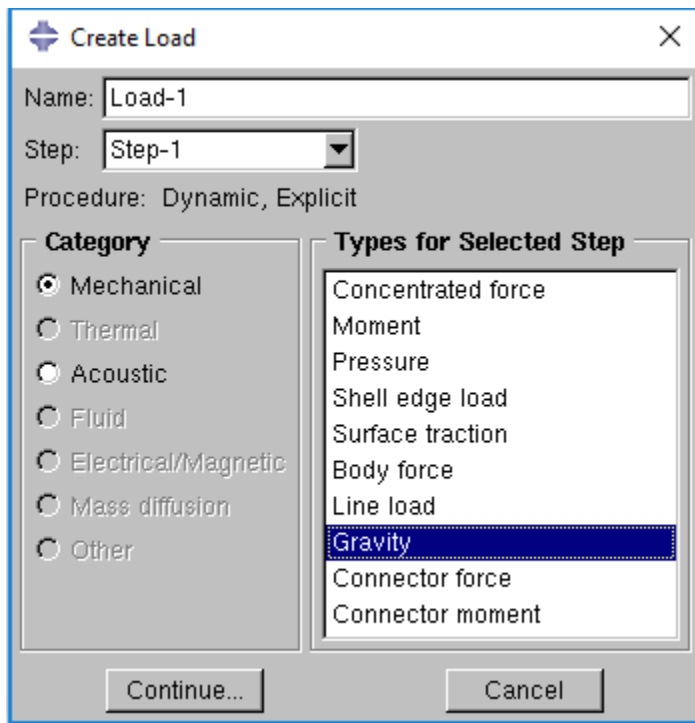 Create Load
Name: Load-1
Step: Step-1
Procedure: Dynamic, Explicit
Category
Mechanical
Thermal
Acoustic
Fluid
Electrical/Magnetic
Mass diffusion
Other
Types for Selected Step
Concentrated force
Moment
Pressure
Shell edge load
Surface traction
Body force
Line load
Gravity
Connector force
Connector moment
Continue...
Cancel